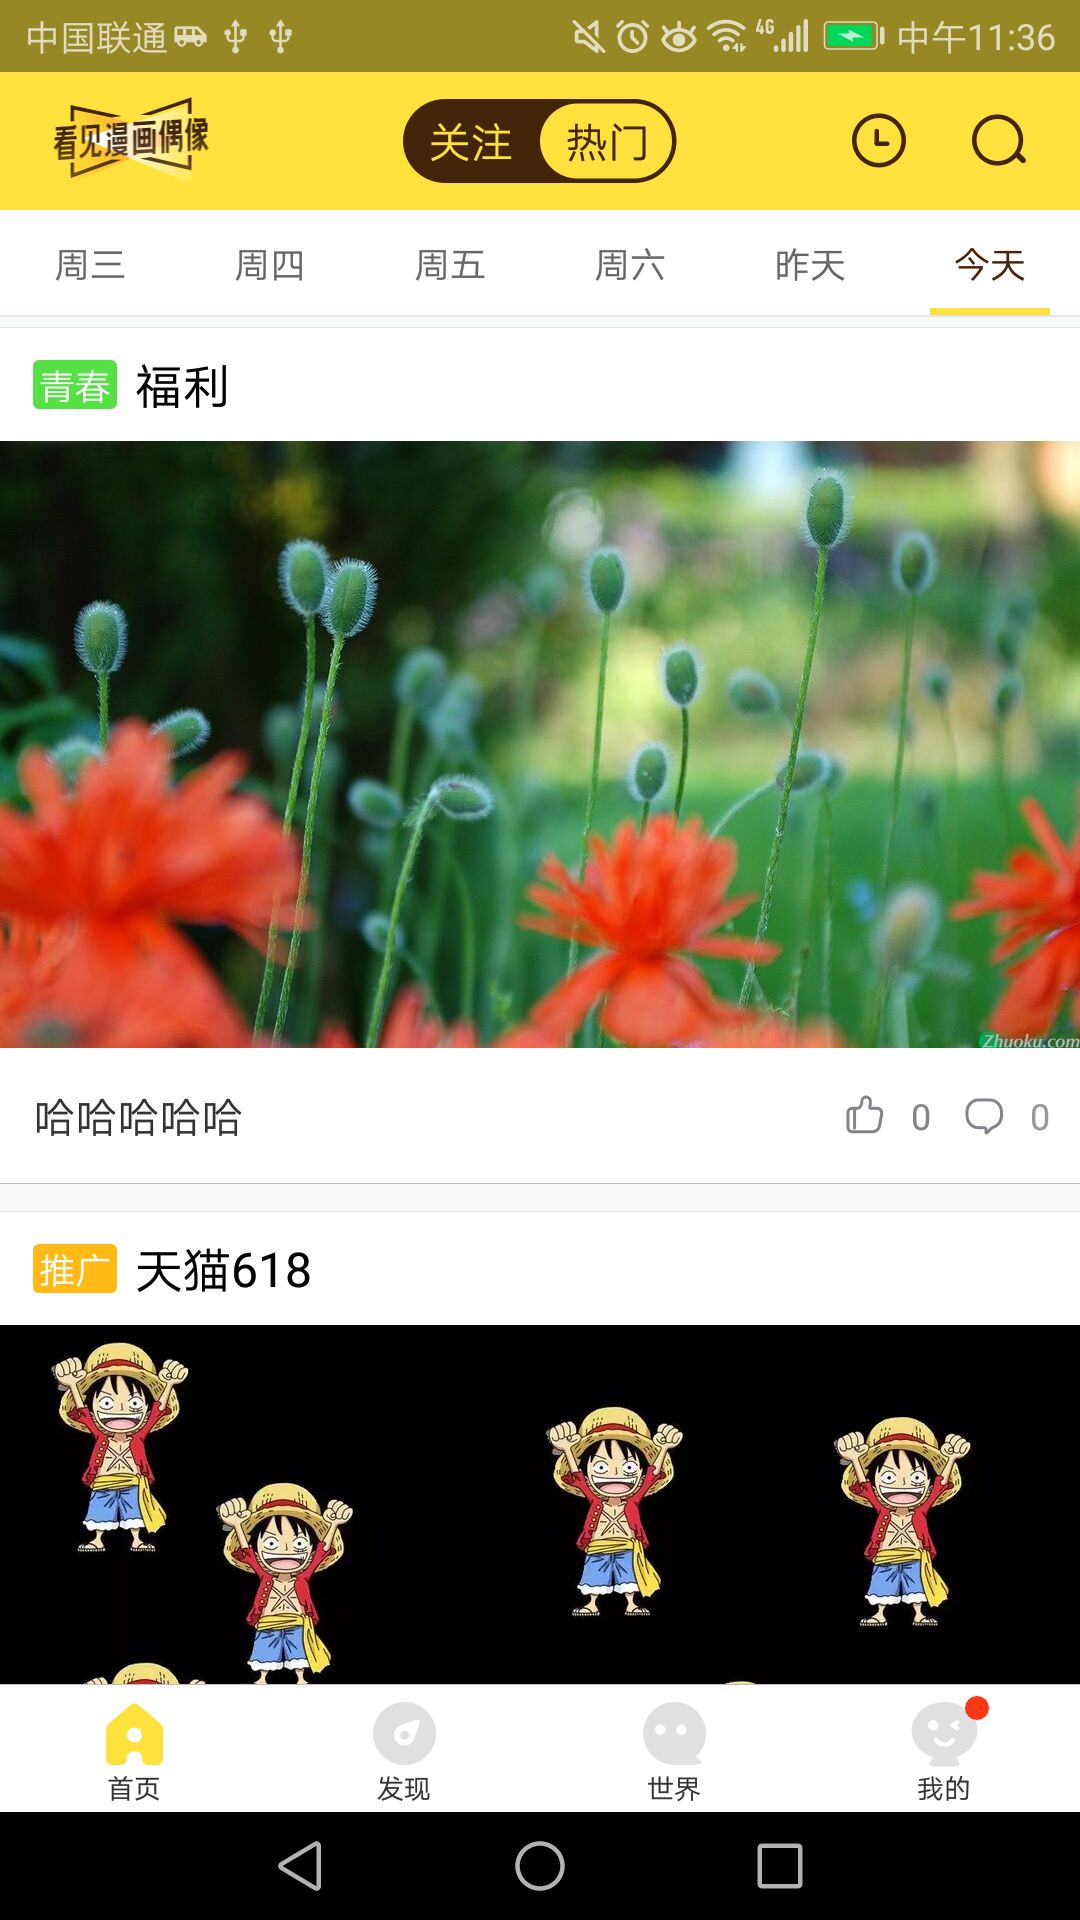 中国联通 4G 中午11:36
看见漫画偶像 关注 热门
周三 周四 周五 周六 昨天 今天
青春 福利
Zhuoku.com
哈哈哈哈哈 0 0
推广 天猫618
首页 发现 世界 我的